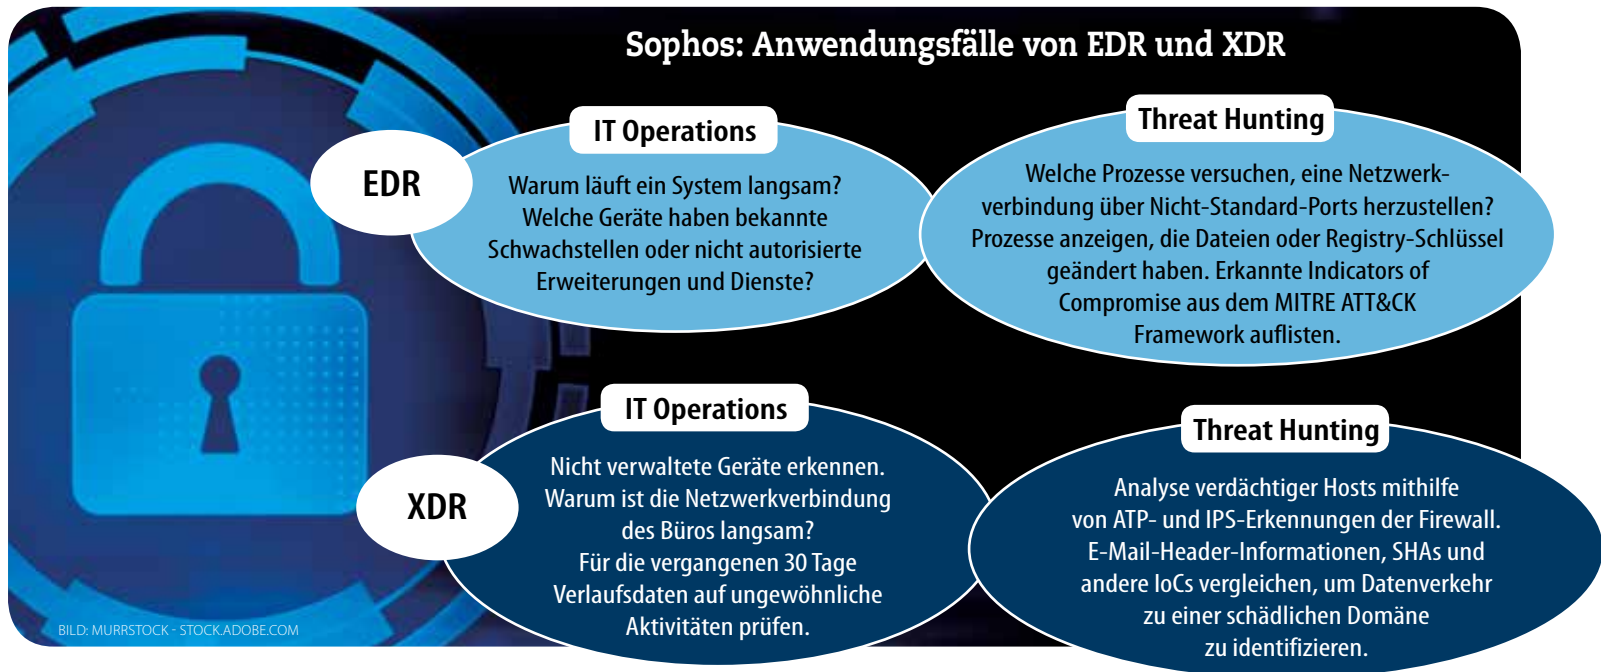 Sophos: Anwendungsfälle von EDR und XDR
EDR
IT Operations
Warum läuft ein System langsam?
Welche Geräte haben bekannte
Schwachstellen oder nicht autorisierte
Erweiterungen und Dienste?
Threat Hunting
Welche Prozesse versuchen, eine Netzwerk-
verbindung über Nicht-Standard-Ports herzustellen?
Prozesse anzeigen, die Dateien oder Registry-Schlüssel
geändert haben. Erkannte Indicators of
Compromise aus dem MITRE ATT&CK
Framework auflisten.
XDR
IT Operations
Nicht verwaltete Geräte erkennen.
Warum ist die Netzwerkverbindung
des Büros langsam?
Für die vergangenen 30 Tage
Verlaufsdaten auf ungewöhnliche
Aktivitäten prüfen.
Threat Hunting
Analyse verdächtiger Hosts mithilfe
von ATP- und IPS-Erkennungen der Firewall.
E-Mail-Header-Informationen, SHAs und
andere IoCs vergleichen, um Datenverkehr
zu einer schädlichen Domäne
zu identifizieren.
BILD: MURRSTOCK - STOCK.ADOBE.COM